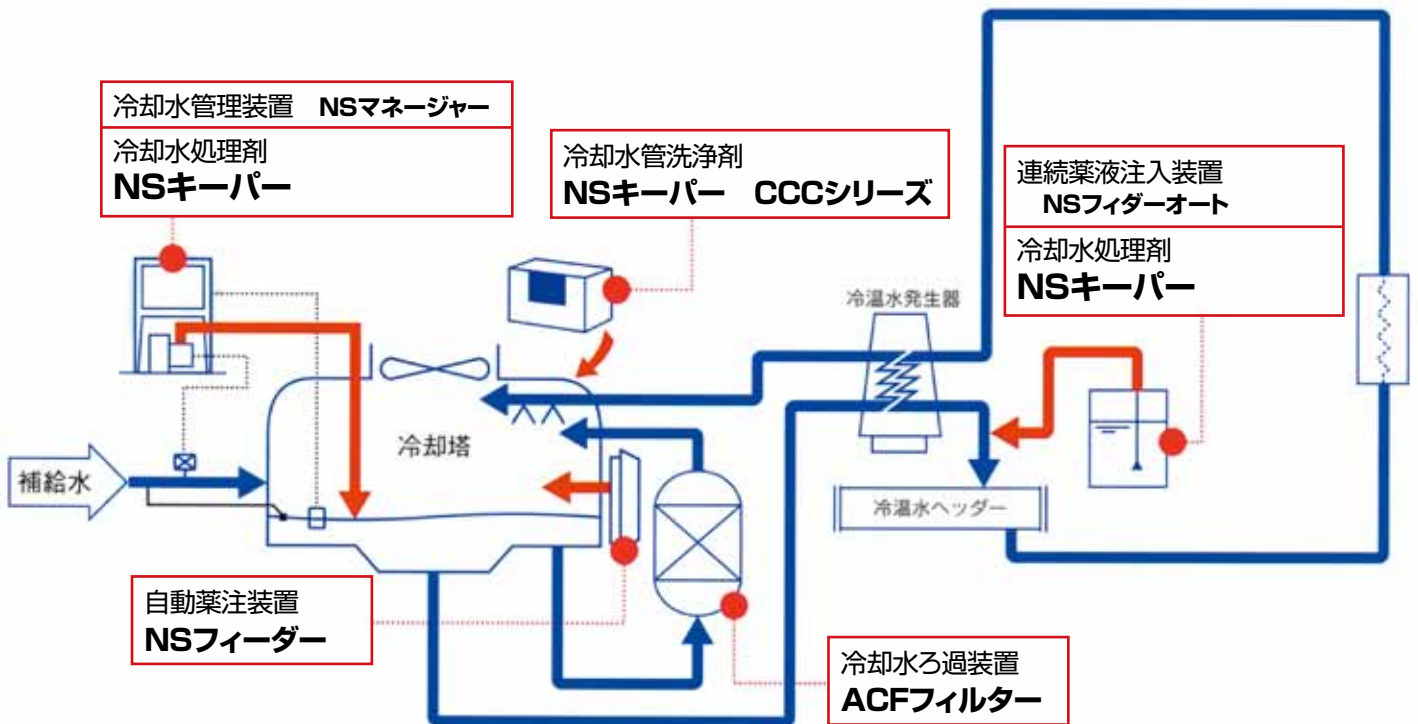 冷却水管理装置　NSマネージャー
冷却水処理剤
NSキーパー
冷却水管洗浄剤
NSキーパー　CCCシリーズ
連続薬液注入装置
NSフィダーオート
冷却水処理剤
NSキーパー
冷温水発生器
冷却塔
補給水
冷温水ヘッダー
自動薬注装置
NSフィーダー
冷却水ろ過装置
ACFフィルター